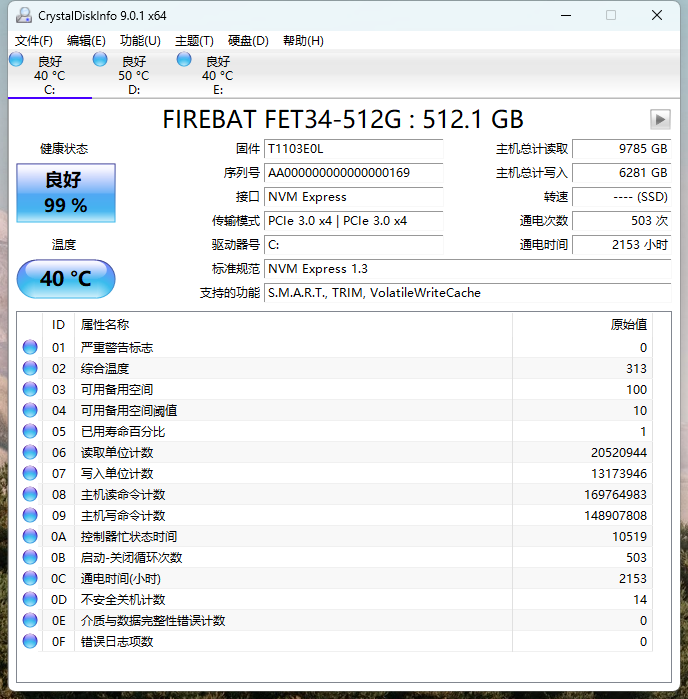 CrystalDiskInfo 9.0.1 x64
文件(F) 编辑(E) 功能(U) 主题(T) 硬盘(D) 帮助(H)
良好 良好 良好
40 °C 50 °C 40 °C
C: D: E:
FIREBAT FET34-512G : 512.1 GB
健康状态
良好
99 %
温度
40 °C
固件 T1103E0L 主机总计读取 9785 GB
序列号 AA000000000000000169 主机总计写入 6281 GB
接口 NVM Express 转速 ---- (SSD)
传输模式 PCIe 3.0 x4 | PCIe 3.0 x4 通电次数 503 次
驱动器号 C: 通电时间 2153 小时
标准规范 NVM Express 1.3
支持的功能 S.M.A.R.T., TRIM, VolatileWriteCache
ID 属性名称 原始值
01 严重警告标志 0
02 综合温度 313
03 可用备用空间 100
04 可用备用空间阈值 10
05 已用寿命百分比 1
06 读取单位计数 20520944
07 写入单位计数 13173946
08 主机读命令计数 169764983
09 主机写命令计数 148907808
0A 控制器忙状态时间 10519
0B 启动-关闭循环次数 503
0C 通电时间(小时) 2153
0D 不安全关机计数 14
0E 介质与数据完整性错误计数 0
0F 错误日志项数 0